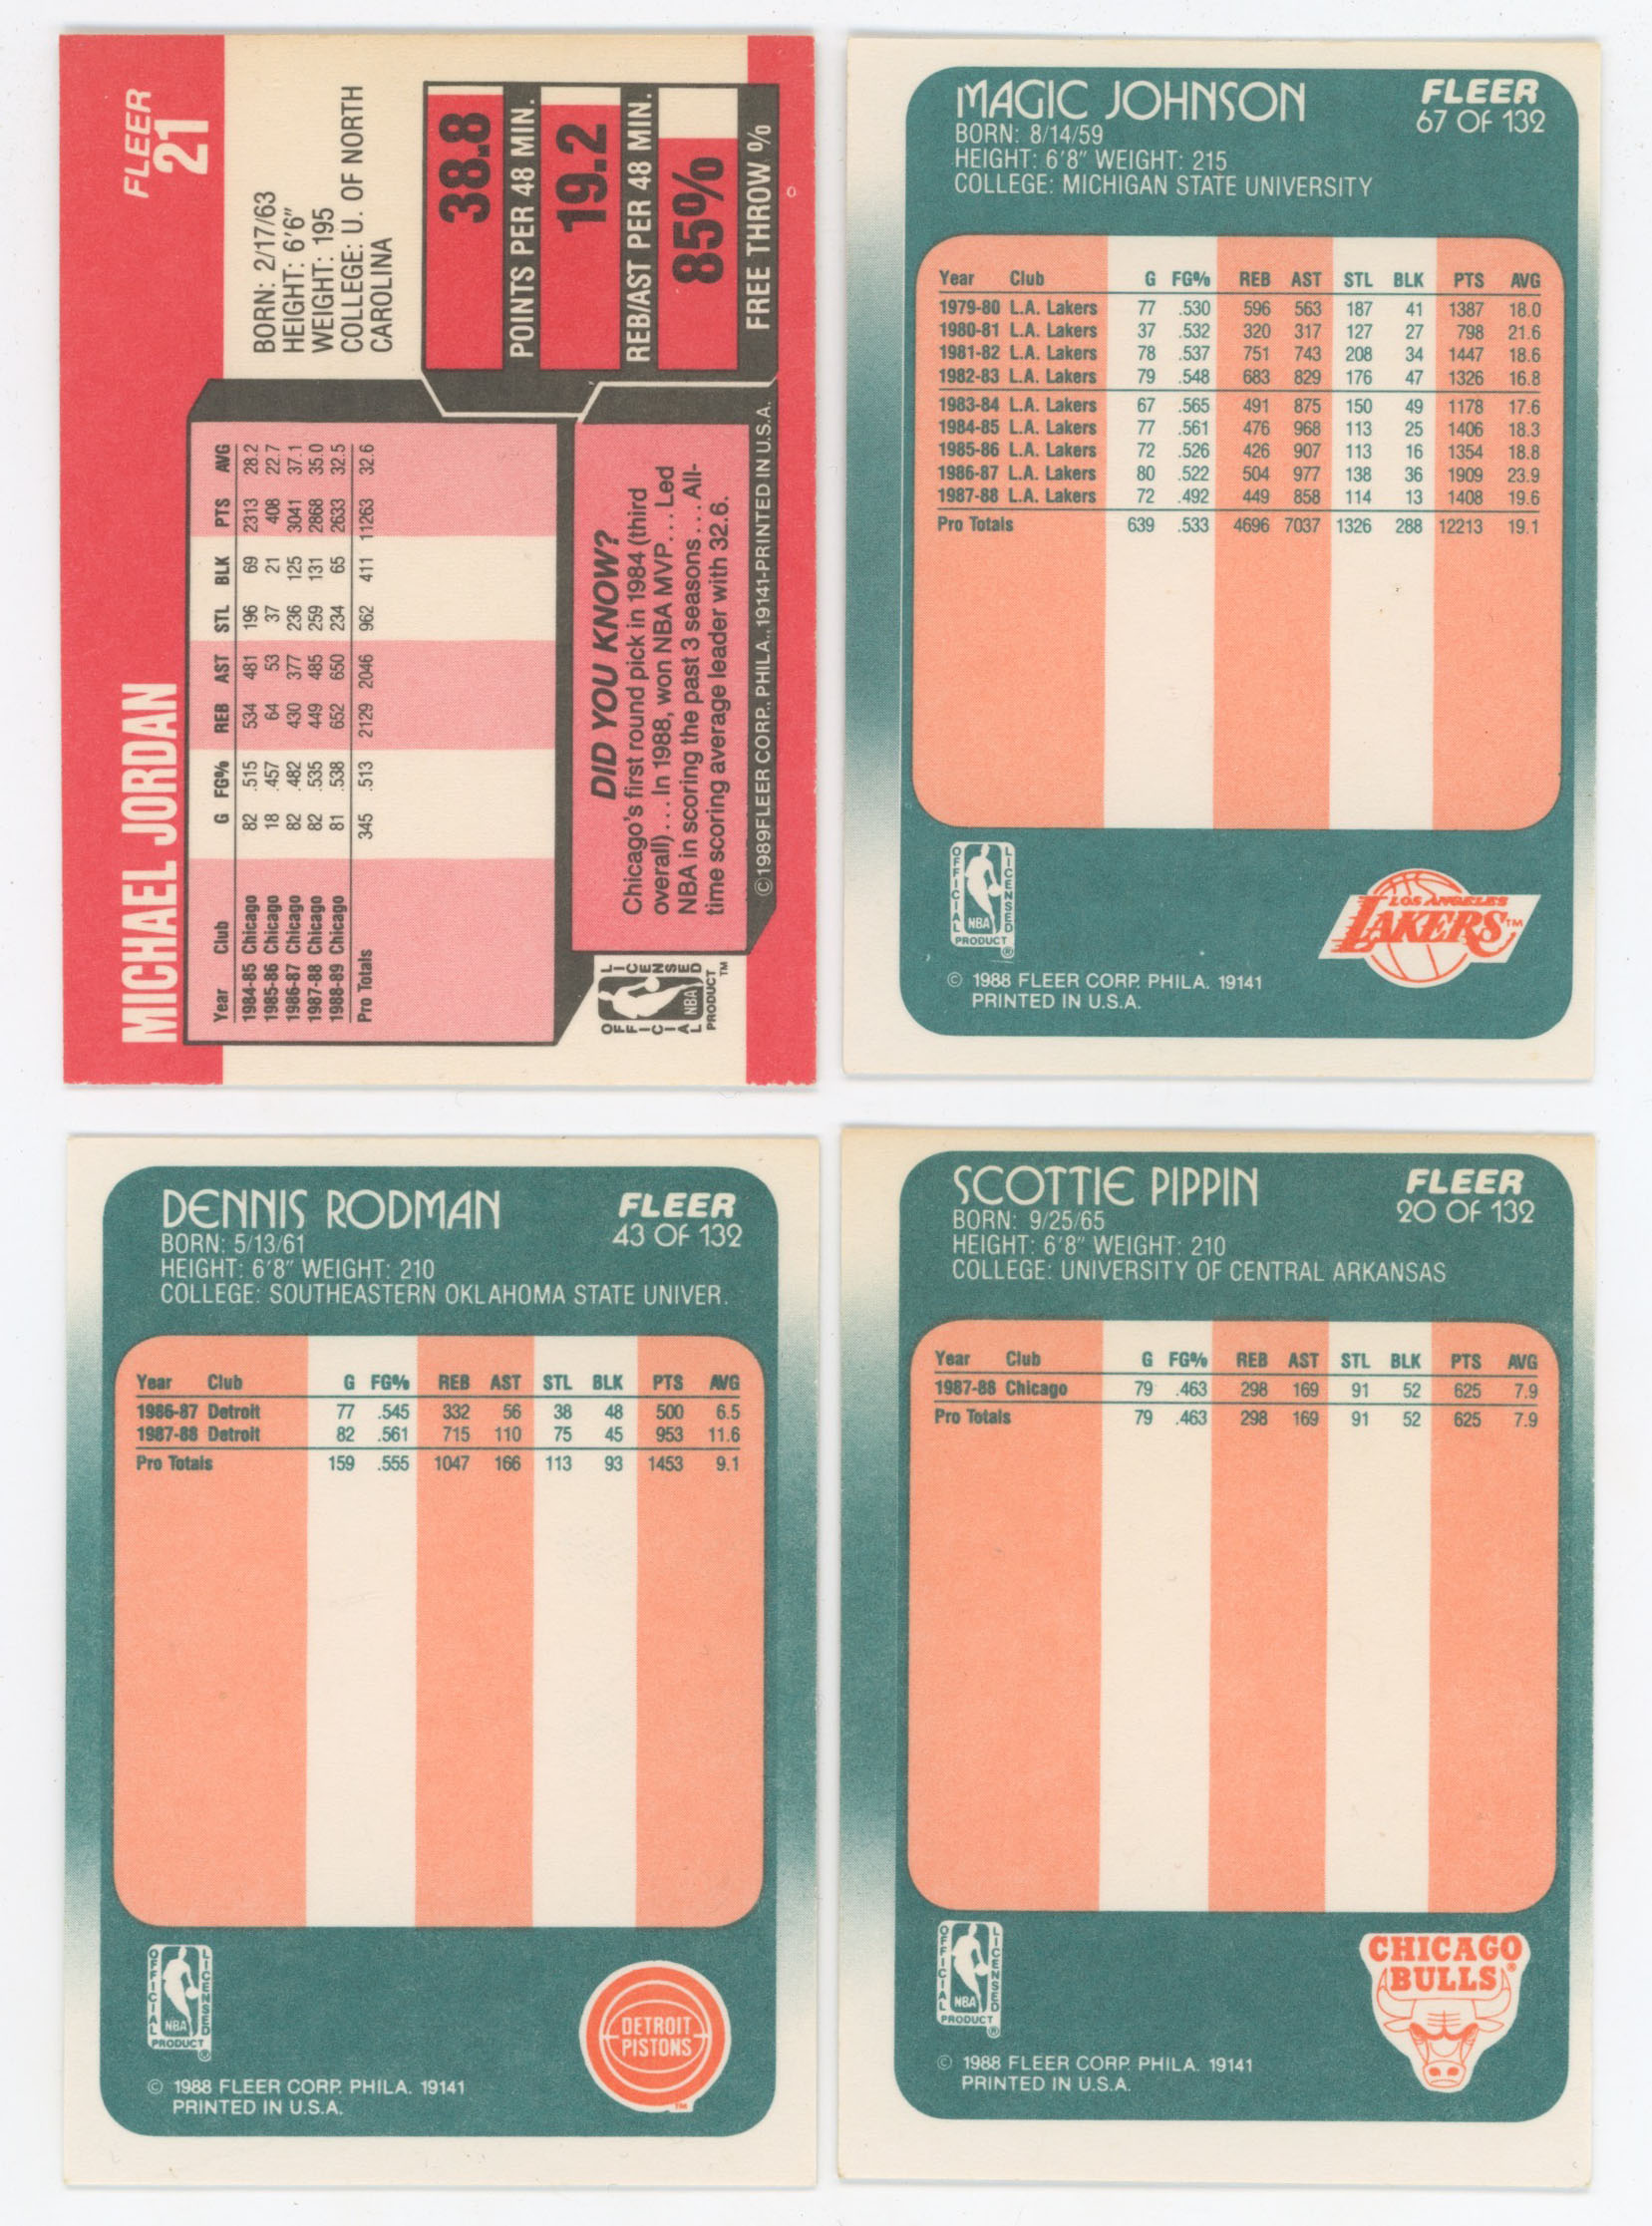 MICHAEL JORDAN
FLEER
21
BORN: 2/17/63
HEIGHT: 6'6"
WEIGHT: 195
COLLEGE: U. OF NORTH
CAROLINA
Year Club G FG% REB AST STL BLK PTS AVG
1984-85 Chicago 82 .515 534 481 196 69 2313 28.2
1985-86 Chicago 18 .457 64 53 37 21 408 22.7
1986-87 Chicago 82 .482 430 377 236 125 3041 37.1
1987-88 Chicago 82 .535 449 485 259 131 2868 35.0
1988-89 Chicago 81 .538 652 650 234 65 2633 32.5
Pro Totals 345 .513 2129 2046 962 411 11263 32.6
38.8
POINTS PER 48 MIN.
19.2
REB/AST PER 48 MIN.
85%
FREE THROW %
DID YOU KNOW?
Chicago's first round pick in 1984 (third
overall) . . . In 1988, won NBA MVP . . . Led
NBA in scoring the past 3 seasons . . . All-
time scoring average leader with 32.6.
OFFICIAL LICENSED
NBA
PRODUCT ™
©1989 FLEER CORP., PHILA., 19141-PRINTED IN U.S.A.
MAGIC JOHNSON
FLEER
67 OF 132
BORN: 8/14/59
HEIGHT: 6'8" WEIGHT: 215
COLLEGE: MICHIGAN STATE UNIVERSITY
Year Club G FG% REB AST STL BLK PTS AVG
1979-80 L.A. Lakers 77 .530 596 563 187 41 1387 18.0
1980-81 L.A. Lakers 37 .532 320 317 127 27 798 21.6
1981-82 L.A. Lakers 78 .537 751 743 208 34 1447 18.6
1982-83 L.A. Lakers 79 .548 683 829 176 47 1326 16.8
1983-84 L.A. Lakers 67 .565 491 875 150 49 1178 17.6
1984-85 L.A. Lakers 77 .561 476 968 113 25 1406 18.3
1985-86 L.A. Lakers 72 .526 426 907 113 16 1354 18.8
1986-87 L.A. Lakers 80 .522 504 977 138 36 1909 23.9
1987-88 L.A. Lakers 72 .492 449 858 114 13 1408 19.6
Pro Totals 639 .533 4696 7037 1326 288 12213 19.1
OFFICIAL LICENSED
NBA
PRODUCT ®
LOS ANGELES
LAKERS ™
© 1988 FLEER CORP. PHILA. 19141
PRINTED IN U.S.A.
DENNIS RODMAN
FLEER
43 OF 132
BORN: 5/13/61
HEIGHT: 6'8" WEIGHT: 210
COLLEGE: SOUTHEASTERN OKLAHOMA STATE UNIVER.
Year Club G FG% REB AST STL BLK PTS AVG
1986-87 Detroit 77 .545 332 56 38 48 500 6.5
1987-88 Detroit 82 .561 715 110 75 45 953 11.6
Pro Totals 159 .555 1047 166 113 93 1453 9.1
OFFICIAL LICENSED
NBA
PRODUCT ®
DETROIT
PISTONS
™
© 1988 FLEER CORP. PHILA. 19141
PRINTED IN U.S.A.
SCOTTIE PIPPIN
FLEER
20 OF 132
BORN: 9/25/65
HEIGHT: 6'8" WEIGHT: 210
COLLEGE: UNIVERSITY OF CENTRAL ARKANSAS
Year Club G FG% REB AST STL BLK PTS AVG
1987-88 Chicago 79 .463 298 169 91 52 625 7.9
Pro Totals 79 .463 298 169 91 52 625 7.9
OFFICIAL LICENSED
NBA
PRODUCT ®
CHICAGO
BULLS ®
© 1988 FLEER CORP. PHILA. 19141
PRINTED IN U.S.A.